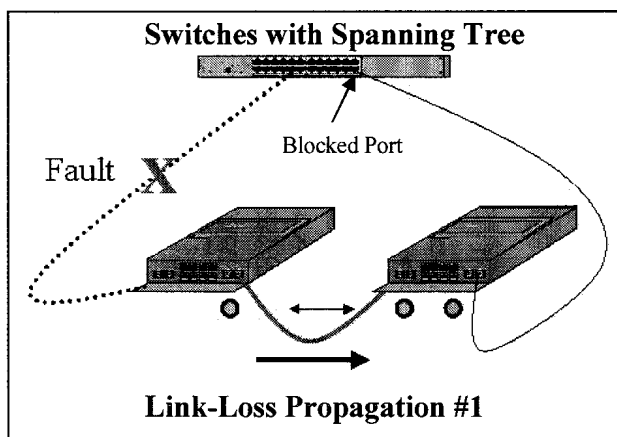 Switches with Spanning Tree
Blocked Port
Fault X
Link-Loss Propagation #1